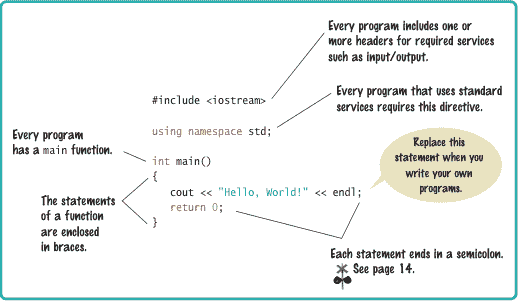 Every program includes one or
more headers for required services
such as input/output.
#include <iostream>
Every program that uses standard
services requires this directive.
using namespace std;
Every program
has a main function.
int main()
{
Replace this
statement when you
write your own
programs.
The statements
of a function
are enclosed
in braces.
cout << "Hello, World!" << endl;
return 0;
}
Each statement ends in a semicolon.
See page 14.